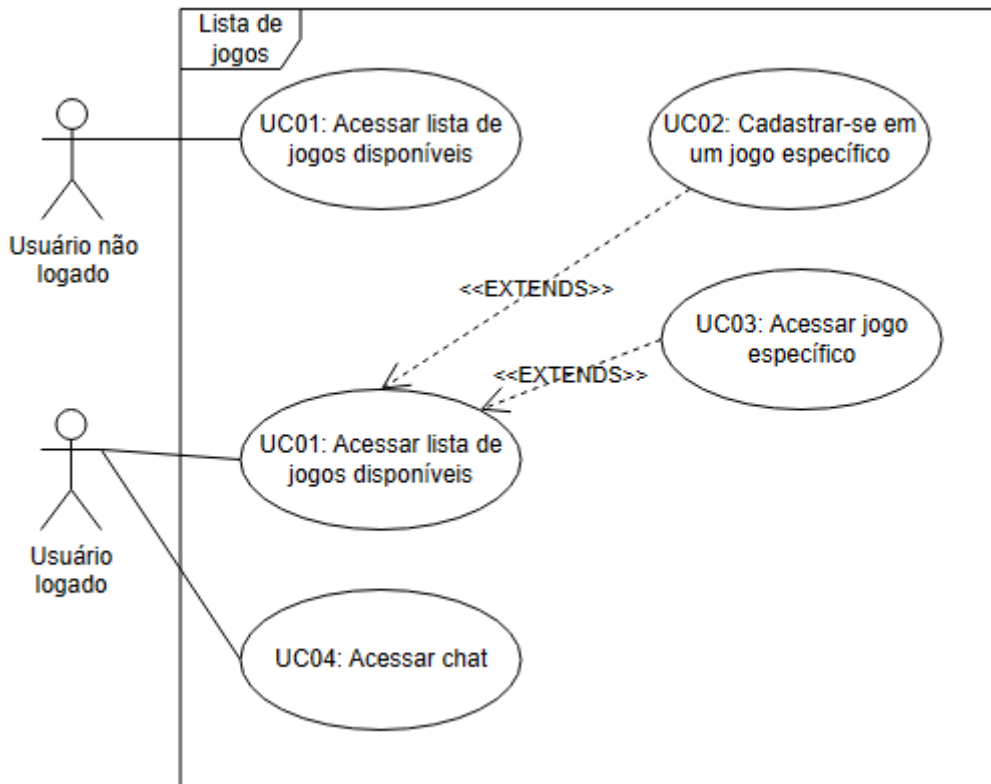 Lista de
jogos
UC01: Acessar lista de
jogos disponíveis
UC02: Cadastrar-se em
um jogo específico
Usuário não
logado
<<EXTENDS>>
UC03: Acessar jogo
específico
<<EXTENDS>>
UC01: Acessar lista de
jogos disponíveis
Usuário
logado
UC04: Acessar chat